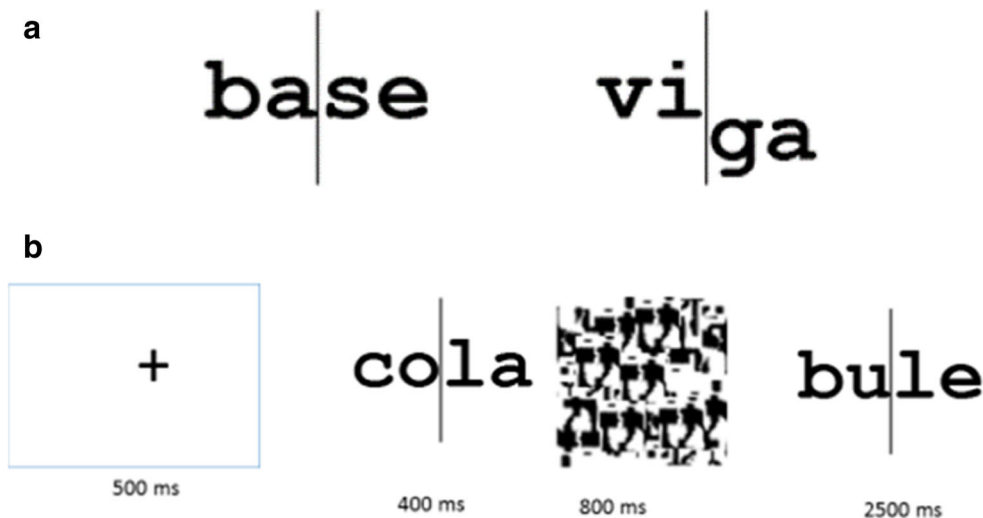 a
base
viga
b
+
cola
bule
500 ms
400 ms
800 ms
2500 ms